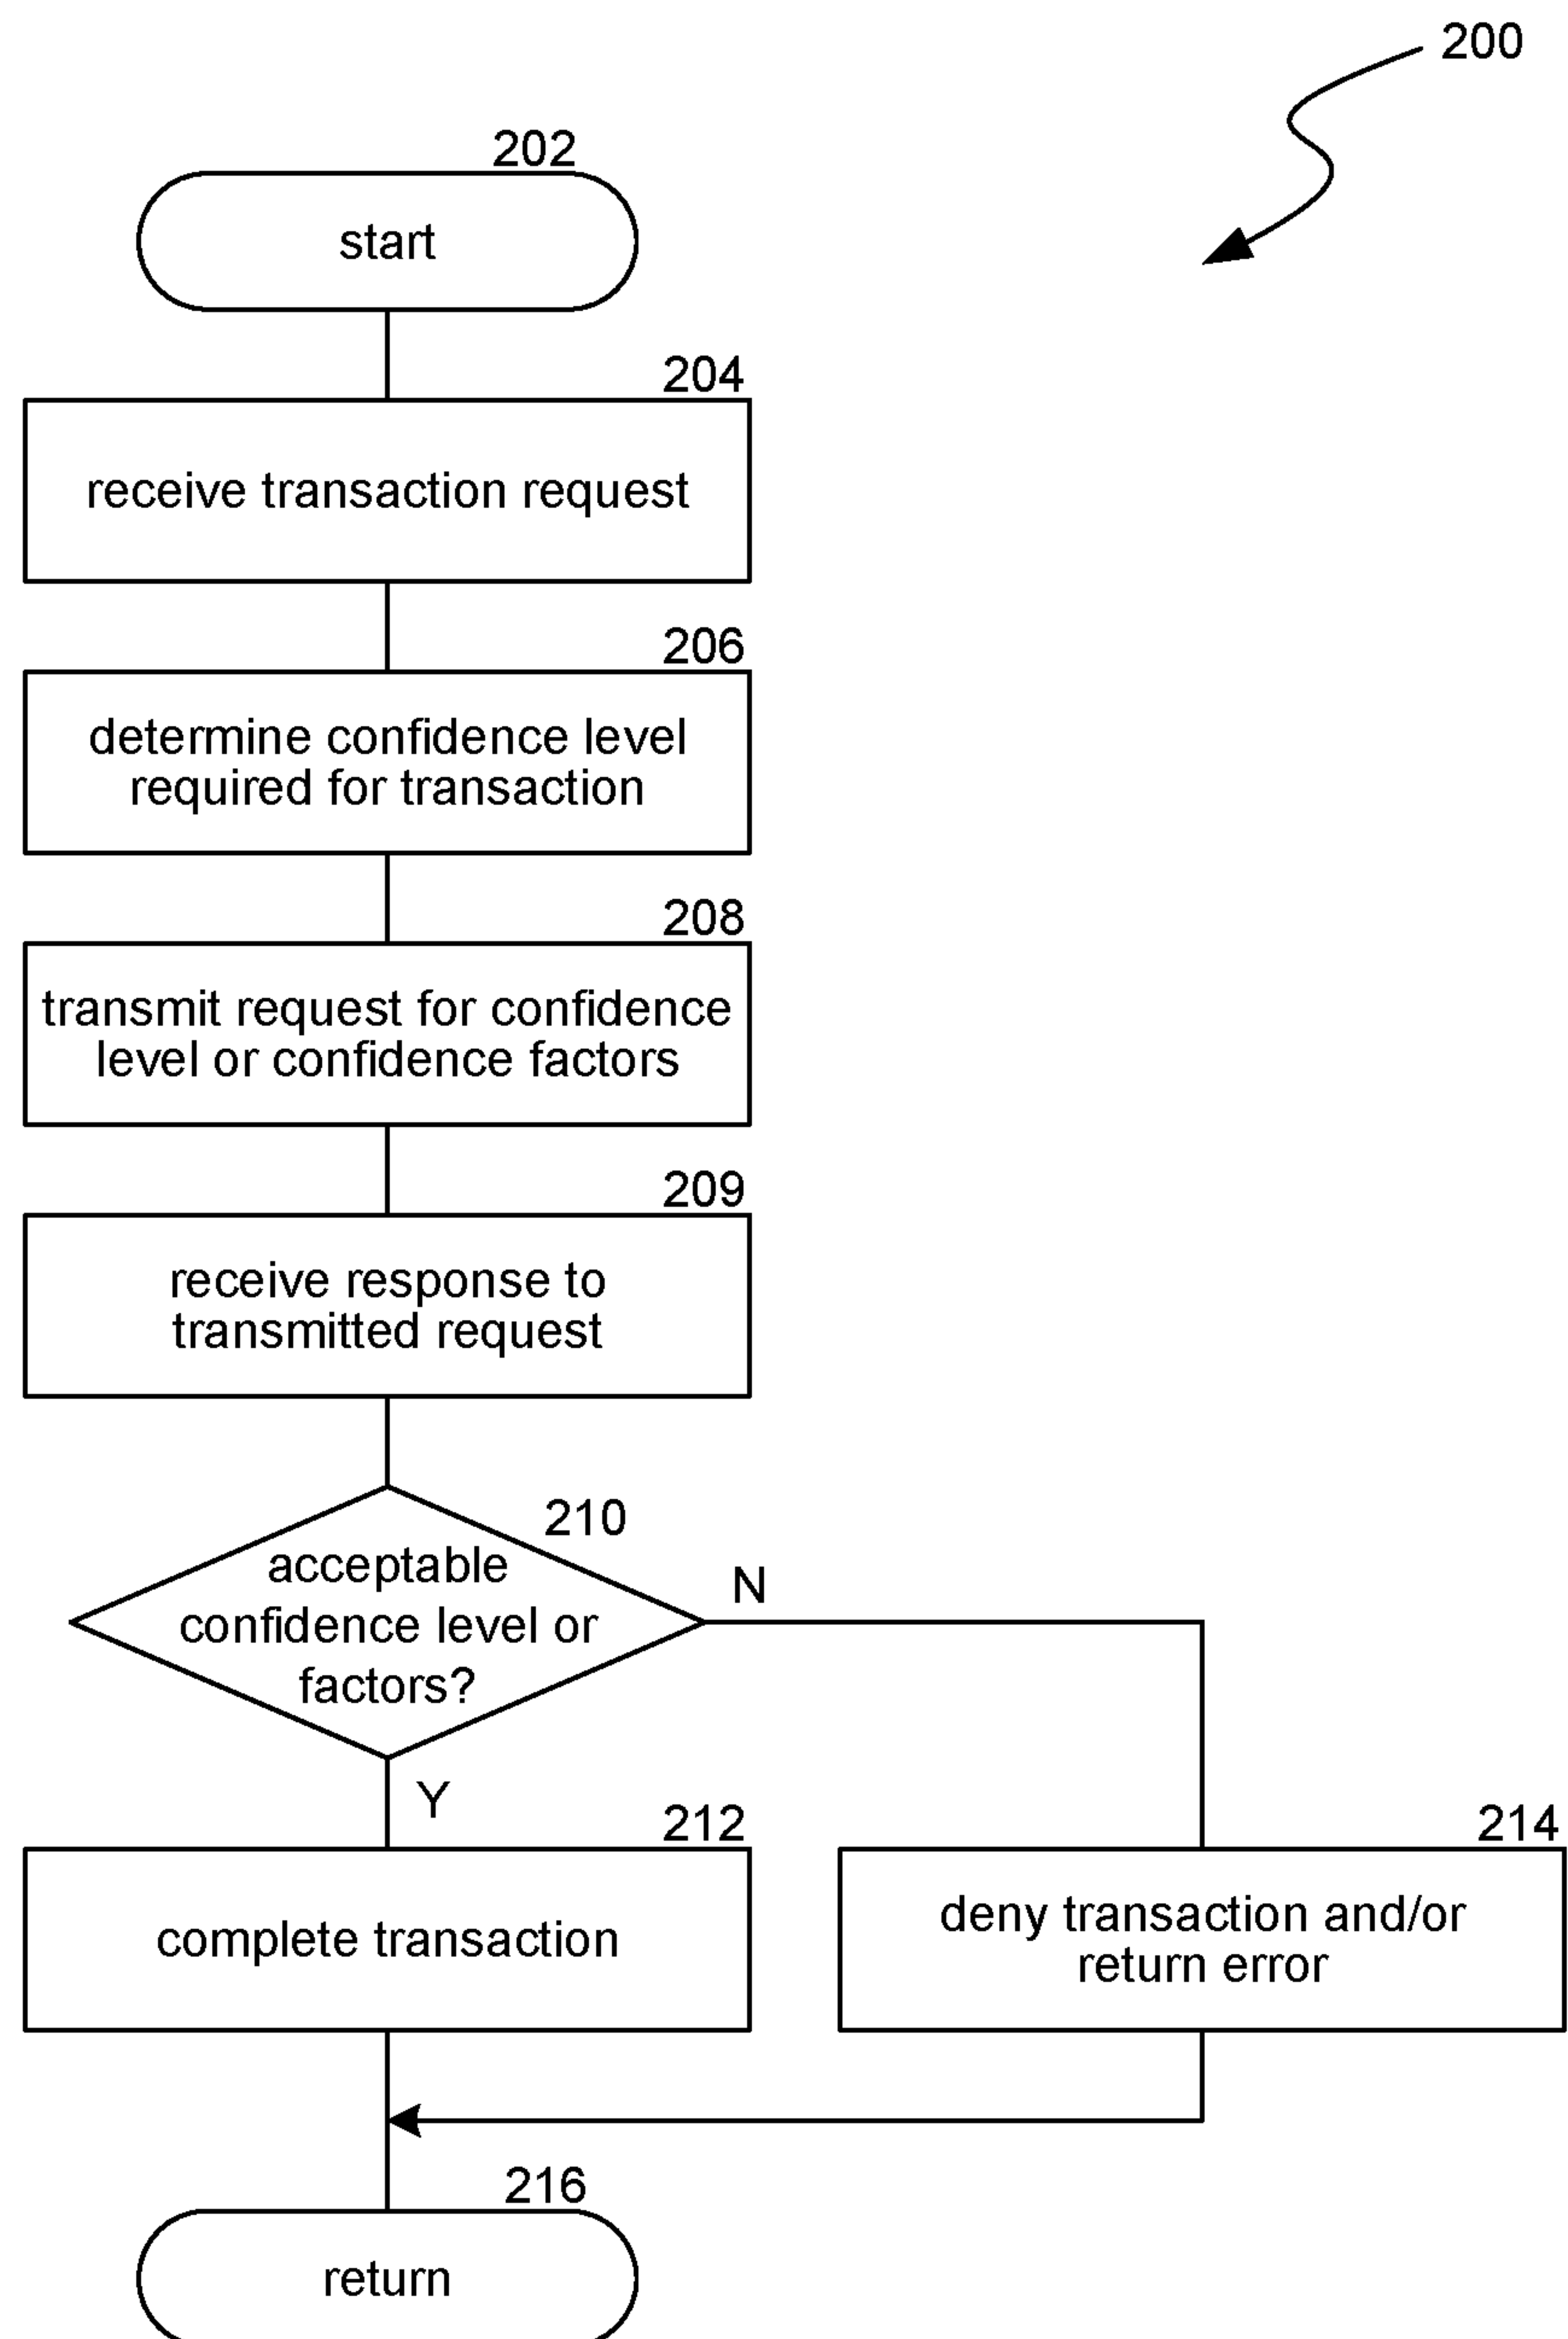 200
202
start
204
receive transaction request
206
determine confidence level
required for transaction
208
transmit request for confidence
level or confidence factors
209
receive response to
transmitted request
210
acceptable
confidence level or
factors?
N
Y
212
complete transaction
214
deny transaction and/or
return error
216
return